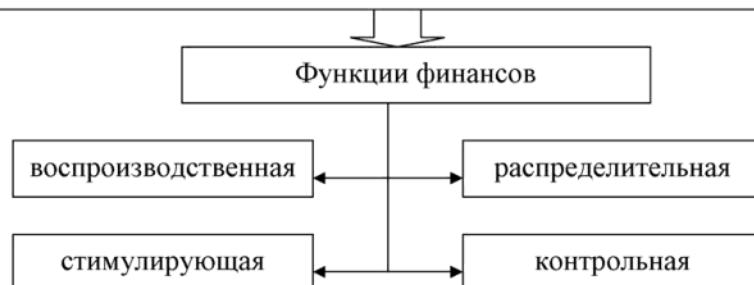 Функции финансов
воспроизводственная
распределительная
стимулирующая
контрольная